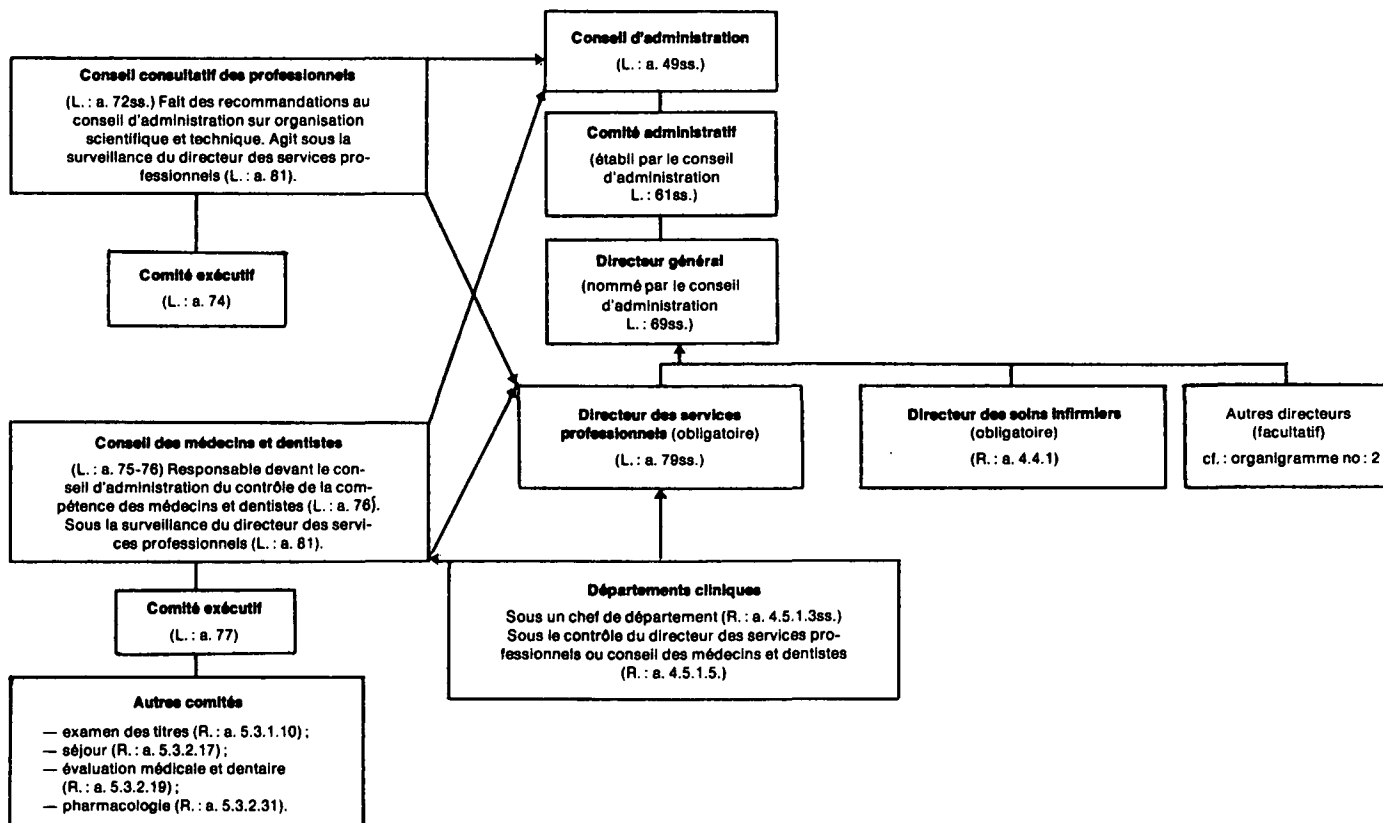 Conseil d'administration
(L. : a. 49ss.)
Conseil consultatif des professionnels
(L. : a. 72ss.) Fait des recommandations au
conseil d'administration sur organisation
scientifique et technique. Agit sous la
surveillance du directeur des services pro-
fessionnels (L. : a. 81).
Comité administratif
(établi par le conseil
d'administration
L. : 61ss.)
Comité exécutif
(L. : a. 74)
Directeur général
(nommé par le conseil
d'administration
L. : 69ss.)
Directeur des services
professionnels (obligatoire)
(L. : a. 79ss.)
Directeur des soins infirmiers
(obligatoire)
(R. : a. 4.4.1)
Autres directeurs
(facultatif)
cf. : organigramme no : 2
Conseil des médecins et dentistes
(L. : a. 75-76) Responsable devant le con-
seil d'administration du contrôle de la com-
pétence des médecins et dentistes (L. : a. 76).
Sous la surveillance du directeur des servi-
ces professionnels (L. : a. 81).
Comité exécutif
(L. : a. 77)
Départements cliniques
Sous un chef de département (R. : a. 4.5.1.3ss.)
Sous le contrôle du directeur des services pro-
fessionnels ou conseil des médecins et dentistes
(R. : a. 4.5.1.5.)
Autres comités
— examen des titres (R. : a. 5.3.1.10) ;
— séjour (R. : a. 5.3.2.17) ;
— évaluation médicale et dentaire
(R. : a. 5.3.2.19) ;
— pharmacologie (R. : a. 5.3.2.31).